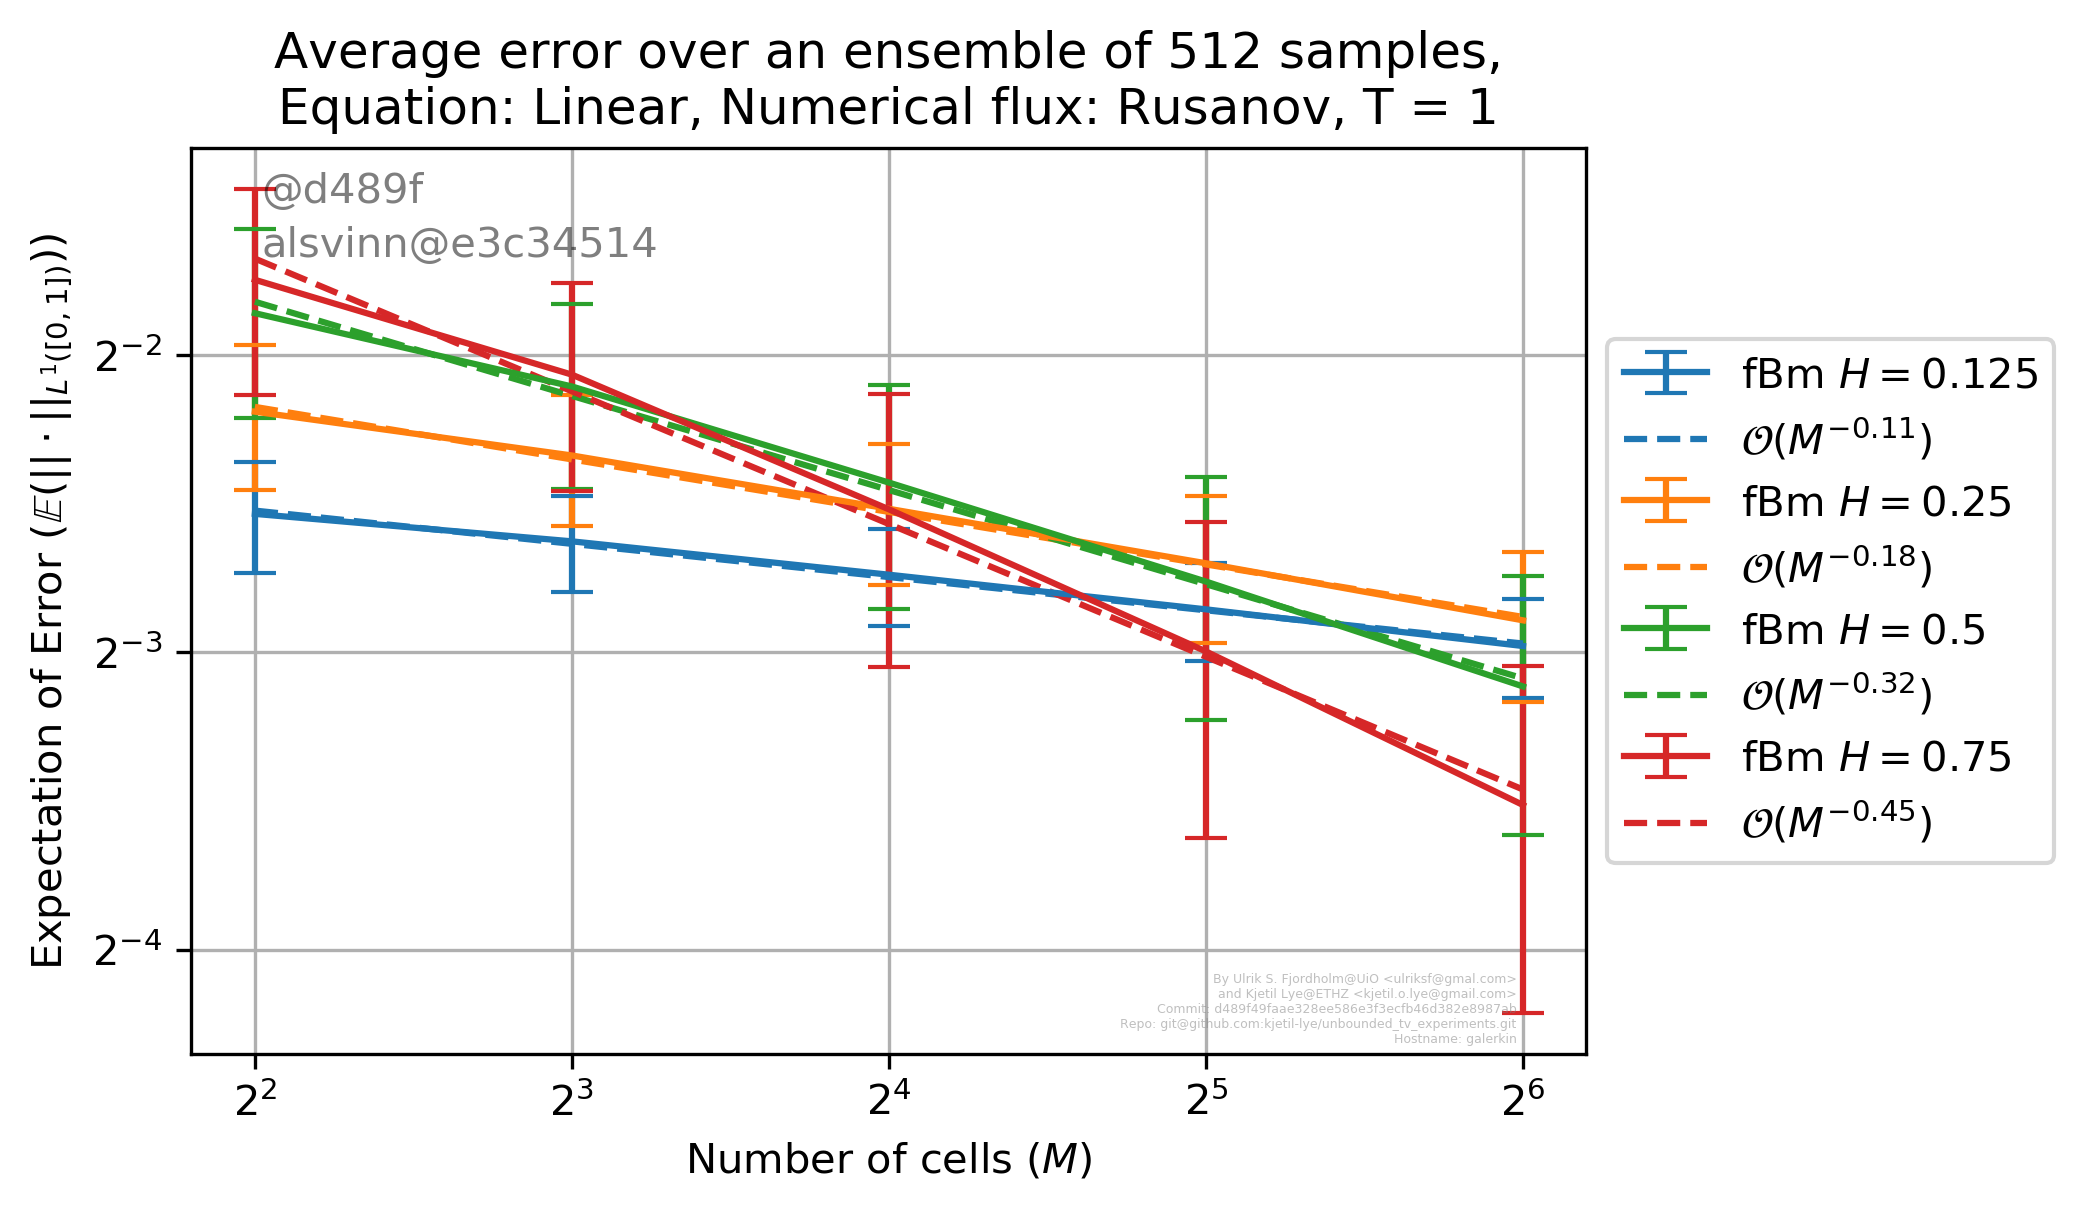 Average error over an ensemble of 512 samples,
Equation: Linear, Numerical flux: Rusanov, T = 1
@d489f
alsvinn@e3c34514
Expectation of Error (𝔼(||·||_{L¹([0,1])}))
2⁻²
2⁻³
2⁻⁴
fBm H = 0.125
𝒪(M⁻⁰·¹¹)
fBm H = 0.25
𝒪(M⁻⁰·¹⁸)
fBm H = 0.5
𝒪(M⁻⁰·³²)
fBm H = 0.75
𝒪(M⁻⁰·⁴⁵)
By Ulrik S. Fjordholm@UiO <ulriksf@gmal.com>
and Kjetil Lye@ETHZ <kjetil.o.lye@gmail.com>
Commit: d489f49faae328ee586e3f3ecfb46d382e8987ab
Repo: git@github.com:kjetil-lye/unbounded_tv_experiments.git
Hostname: galerkin
2² 2³ 2⁴ 2⁵ 2⁶
Number of cells (M)